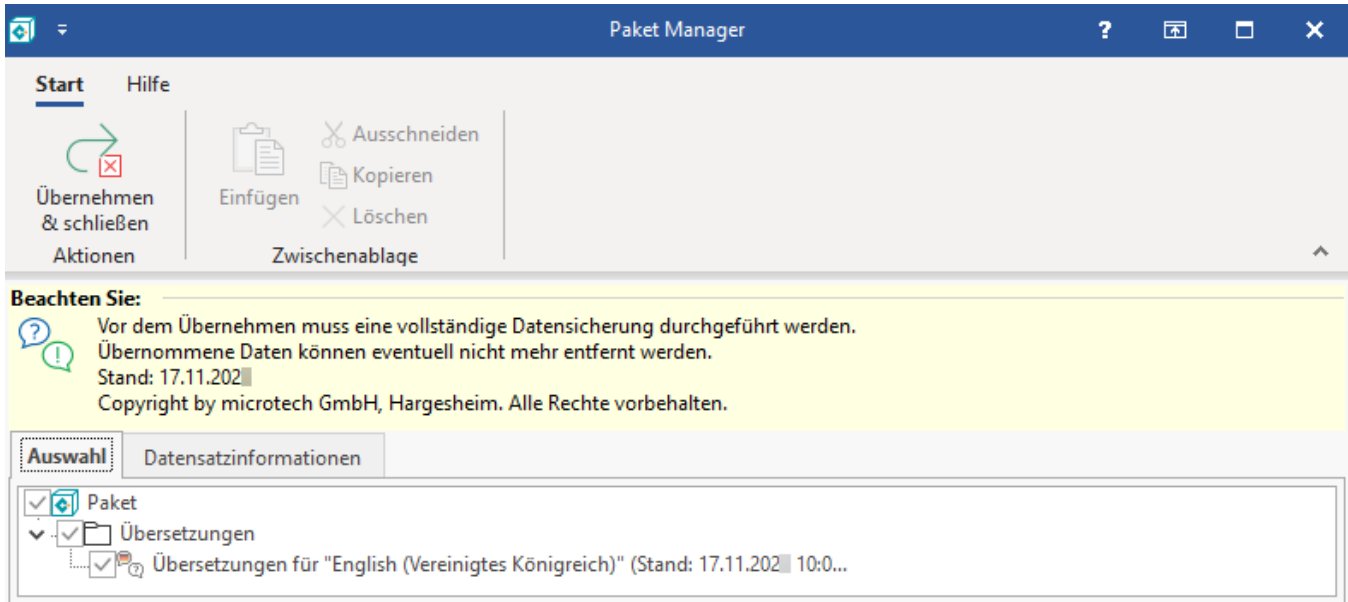 Paket Manager
Start Hilfe
Übernehmen
& schließen
Aktionen
Einfügen
Ausschneiden
Kopieren
Löschen
Zwischenablage
Beachten Sie:
Vor dem Übernehmen muss eine vollständige Datensicherung durchgeführt werden.
Übernommene Daten können eventuell nicht mehr entfernt werden.
Stand: 17.11.202
Copyright by microtech GmbH, Hargesheim. Alle Rechte vorbehalten.
Auswahl Datensatzinformationen
Paket
Übersetzungen
Übersetzungen für "English (Vereinigtes Königreich)" (Stand: 17.11.202 10:0...